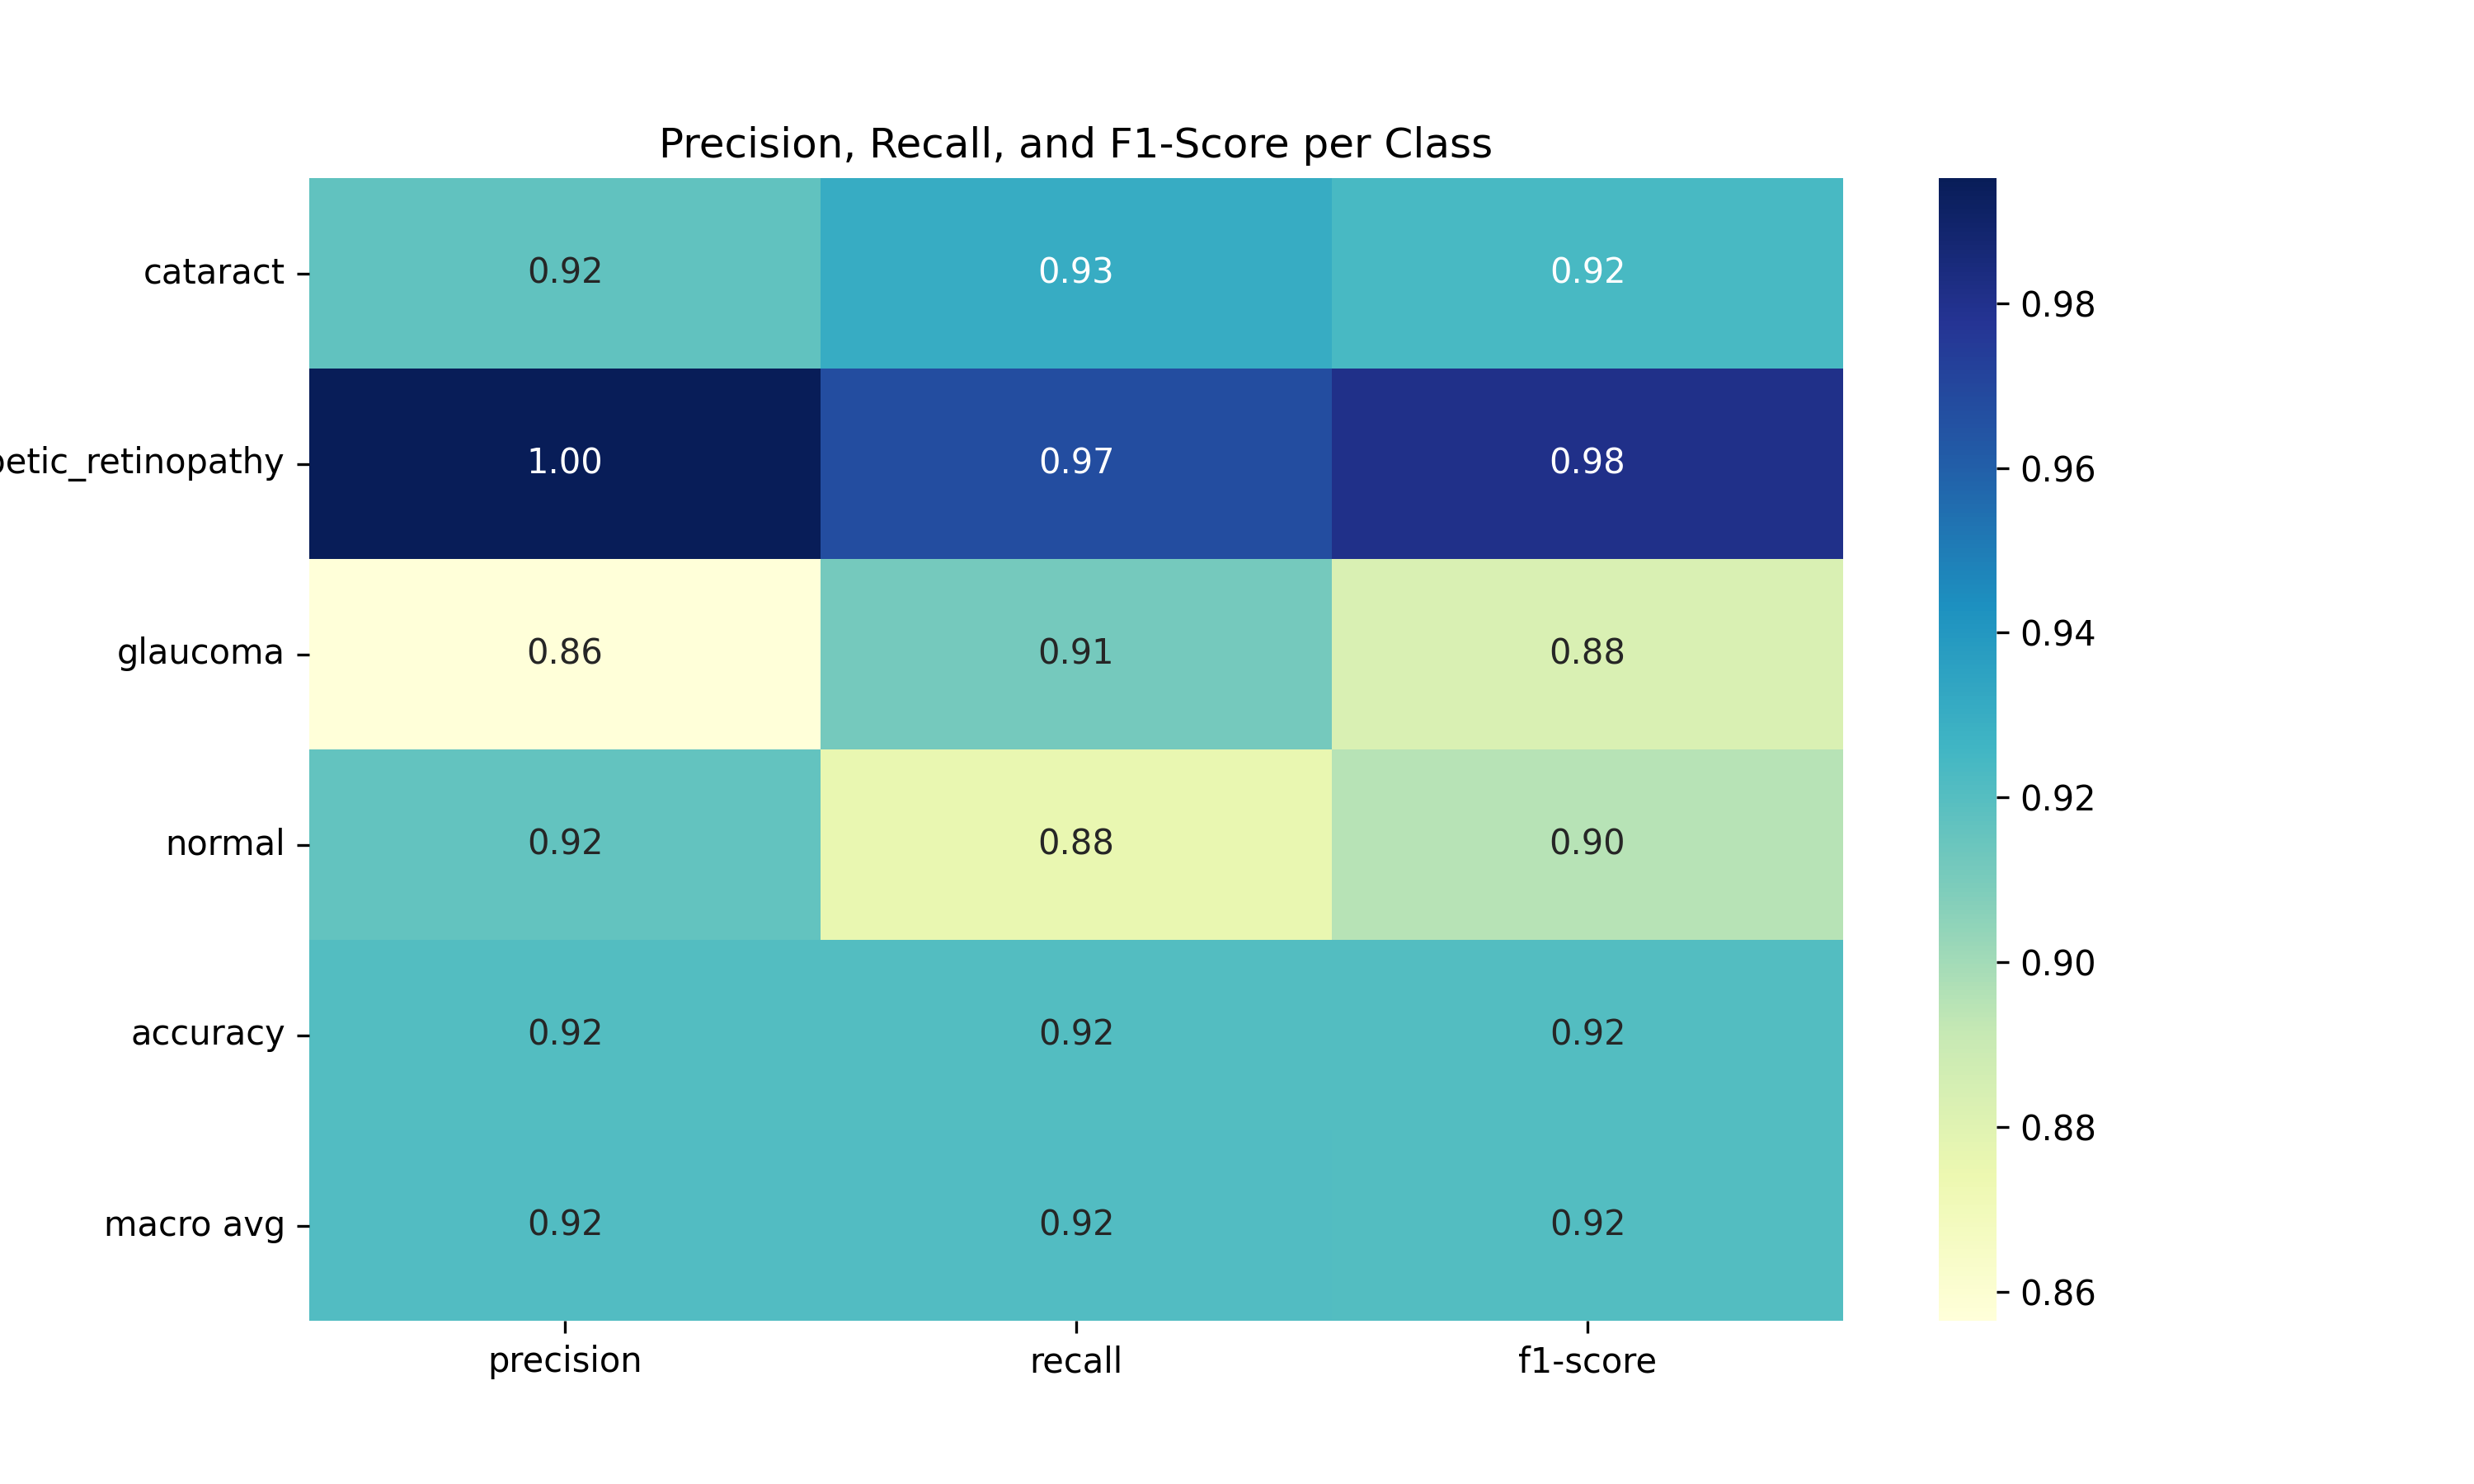 Precision, Recall, and F1-Score per Class
cataract 0.92 0.93 0.92
etic_retinopathy 1.00 0.97 0.98
glaucoma 0.86 0.91 0.88
normal 0.92 0.88 0.90
accuracy 0.92 0.92 0.92
macro avg 0.92 0.92 0.92
precision recall f1-score
0.98
0.96
0.94
0.92
0.90
0.88
0.86